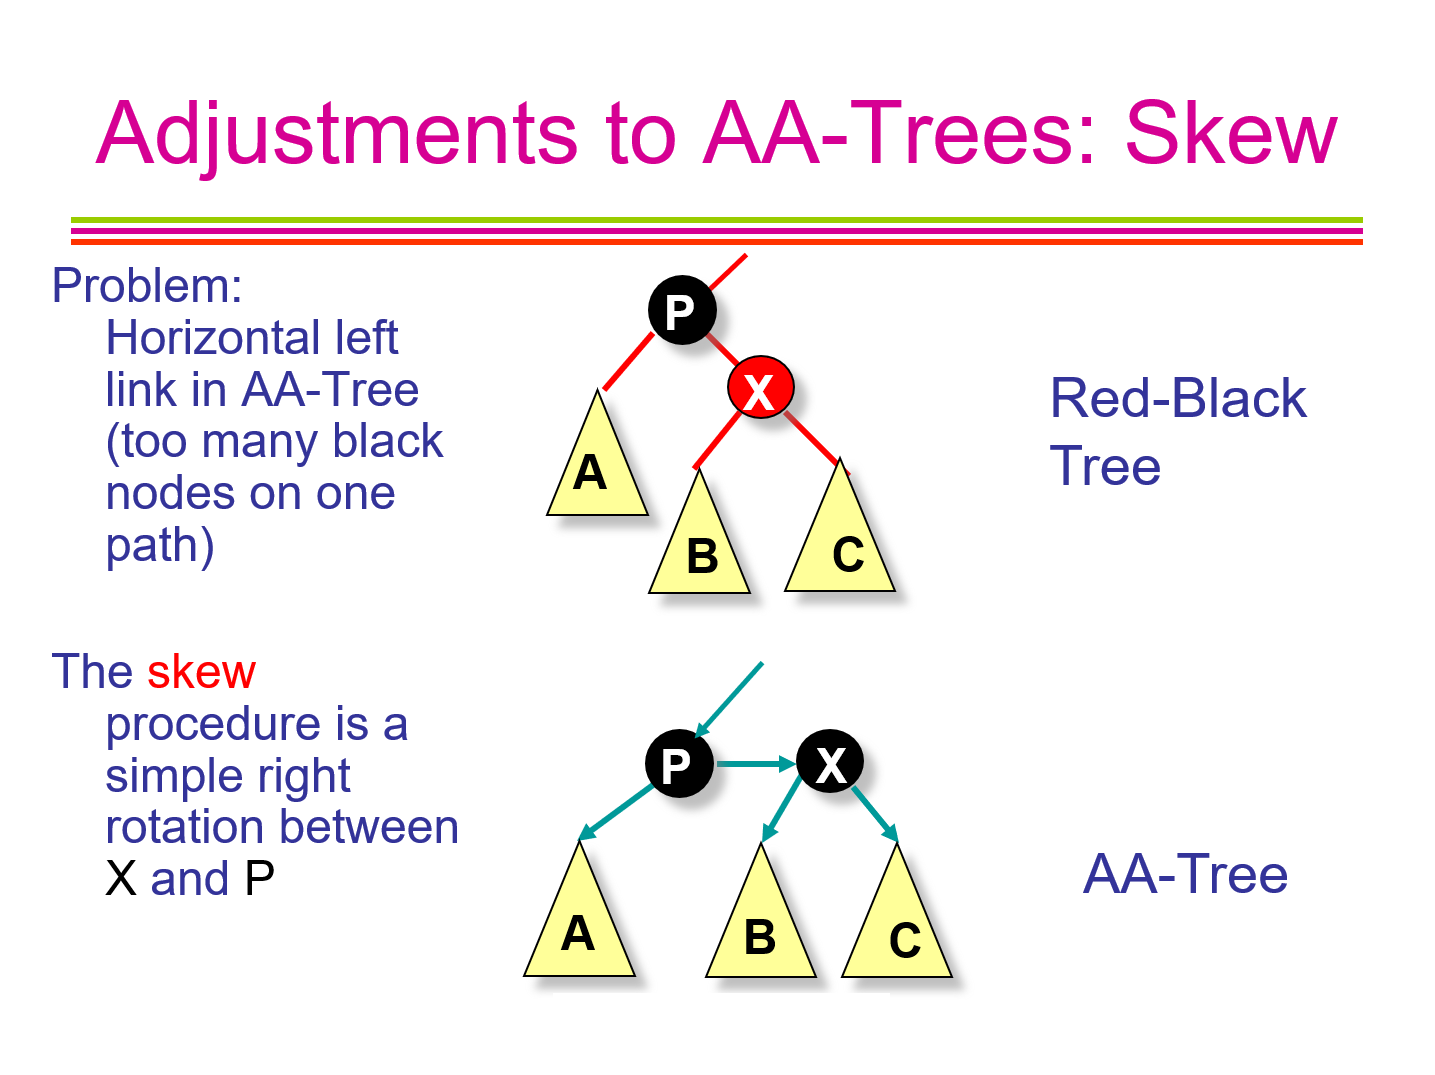 Adjustments to AA-Trees: Skew
Problem:
Horizontal left
link in AA-Tree
(too many black
nodes on one
path)
The skew
procedure is a
simple right
rotation between
X and P
P
X
A
B
C
Red-Black
Tree
P
X
A
B
C
AA-Tree